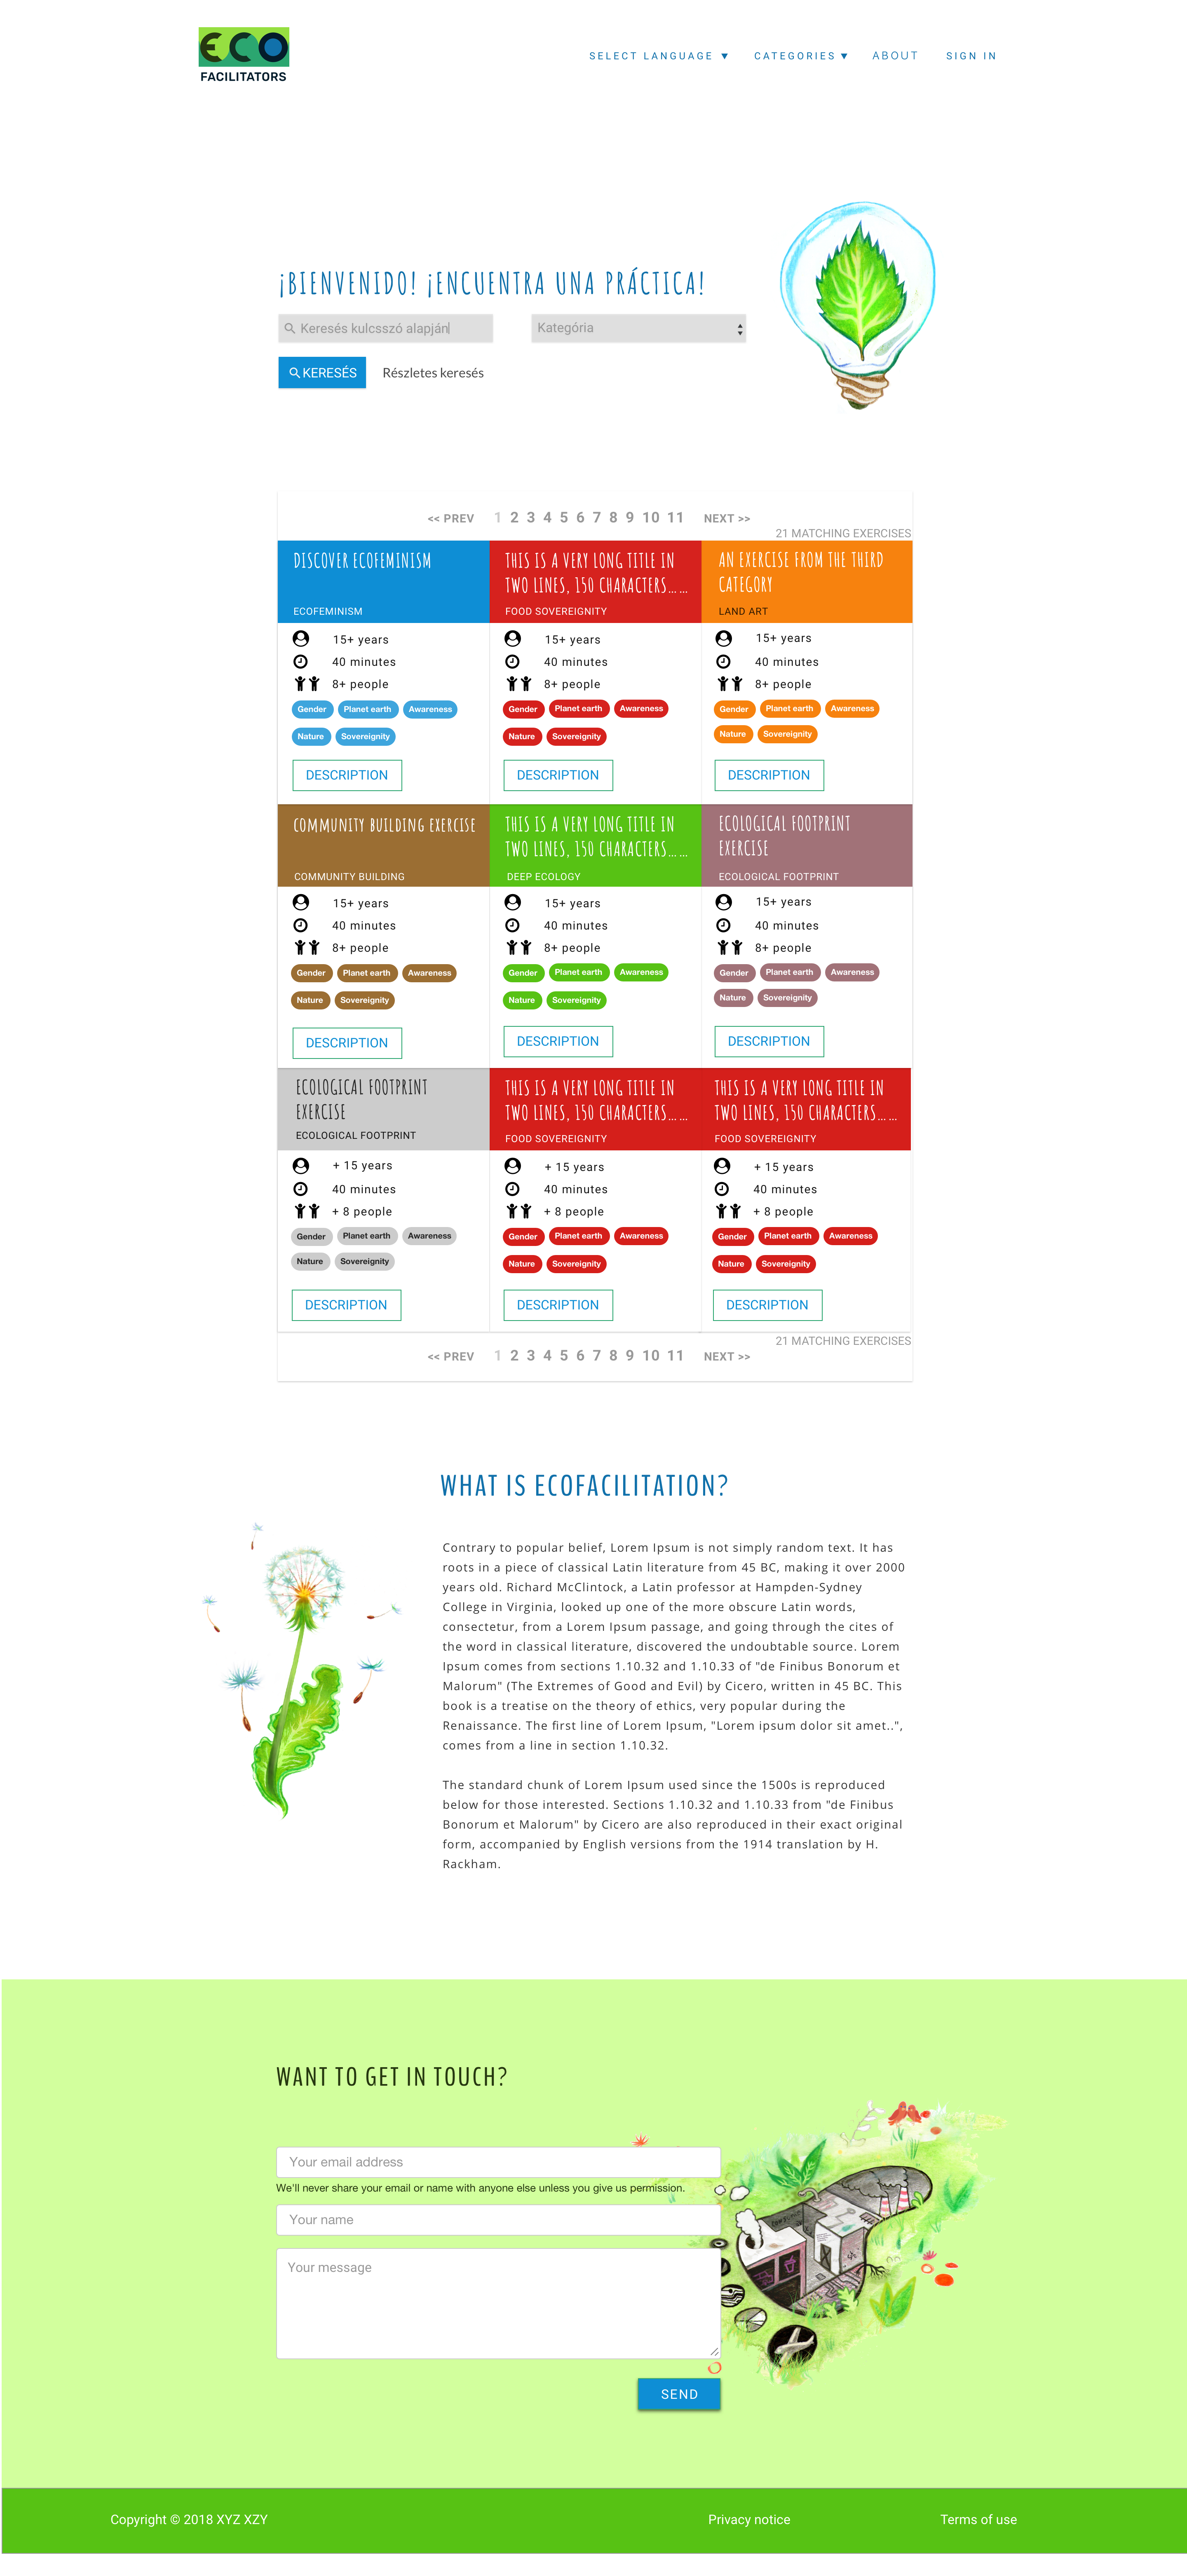 ECO
FACILITATORS
SELECT LANGUAGE ▼ CATEGORIES ▼ ABOUT SIGN IN
¡BIENVENIDO! ¡ENCUENTRA UNA PRÁCTICA!
Keresés kulcsszó alapján
Kategória
KERESÉS
Részletes keresés
<< PREV 1 2 3 4 5 6 7 8 9 10 11 NEXT >>
21 MATCHING EXERCISES
DISCOVER ECOFEMINISM
ECOFEMINISM
15+ years
40 minutes
8+ people
Gender Planet earth Awareness
Nature Sovereignity
DESCRIPTION
THIS IS A VERY LONG TITLE IN
TWO LINES, 150 CHARACTERS......
FOOD SOVEREIGNITY
15+ years
40 minutes
8+ people
Gender Planet earth Awareness
Nature Sovereignity
DESCRIPTION
AN EXERCISE FROM THE THIRD
CATEGORY
LAND ART
15+ years
40 minutes
8+ people
Gender Planet earth Awareness
Nature Sovereignity
DESCRIPTION
COMMUNITY BUILDING EXERCISE
COMMUNITY BUILDING
15+ years
40 minutes
8+ people
Gender Planet earth Awareness
Nature Sovereignity
DESCRIPTION
THIS IS A VERY LONG TITLE IN
TWO LINES, 150 CHARACTERS......
DEEP ECOLOGY
15+ years
40 minutes
8+ people
Gender Planet earth Awareness
Nature Sovereignity
DESCRIPTION
ECOLOGICAL FOOTPRINT
EXERCISE
ECOLOGICAL FOOTPRINT
15+ years
40 minutes
8+ people
Gender Planet earth Awareness
Nature Sovereignity
DESCRIPTION
ECOLOGICAL FOOTPRINT
EXERCISE
ECOLOGICAL FOOTPRINT
+ 15 years
40 minutes
+ 8 people
Gender Planet earth Awareness
Nature Sovereignity
DESCRIPTION
THIS IS A VERY LONG TITLE IN
TWO LINES, 150 CHARACTERS......
FOOD SOVEREIGNITY
+ 15 years
40 minutes
+ 8 people
Gender Planet earth Awareness
Nature Sovereignity
DESCRIPTION
THIS IS A VERY LONG TITLE IN
TWO LINES, 150 CHARACTERS......
FOOD SOVEREIGNITY
+ 15 years
40 minutes
+ 8 people
Gender Planet earth Awareness
Nature Sovereignity
DESCRIPTION
21 MATCHING EXERCISES
<< PREV 1 2 3 4 5 6 7 8 9 10 11 NEXT >>
WHAT IS ECOFACILITATION?
Contrary to popular belief, Lorem Ipsum is not simply random text. It has
roots in a piece of classical Latin literature from 45 BC, making it over 2000
years old. Richard McClintock, a Latin professor at Hampden-Sydney
College in Virginia, looked up one of the more obscure Latin words,
consectetur, from a Lorem Ipsum passage, and going through the cites of
the word in classical literature, discovered the undoubtable source. Lorem
Ipsum comes from sections 1.10.32 and 1.10.33 of "de Finibus Bonorum et
Malorum" (The Extremes of Good and Evil) by Cicero, written in 45 BC. This
book is a treatise on the theory of ethics, very popular during the
Renaissance. The first line of Lorem Ipsum, "Lorem ipsum dolor sit amet..",
comes from a line in section 1.10.32.
The standard chunk of Lorem Ipsum used since the 1500s is reproduced
below for those interested. Sections 1.10.32 and 1.10.33 from "de Finibus
Bonorum et Malorum" by Cicero are also reproduced in their exact original
form, accompanied by English versions from the 1914 translation by H.
Rackham.
WANT TO GET IN TOUCH?
Your email address
We'll never share your email or name with anyone else unless you give us permission.
Your name
Your message
SEND
Copyright © 2018 XYZ XZY
Privacy notice
Terms of use